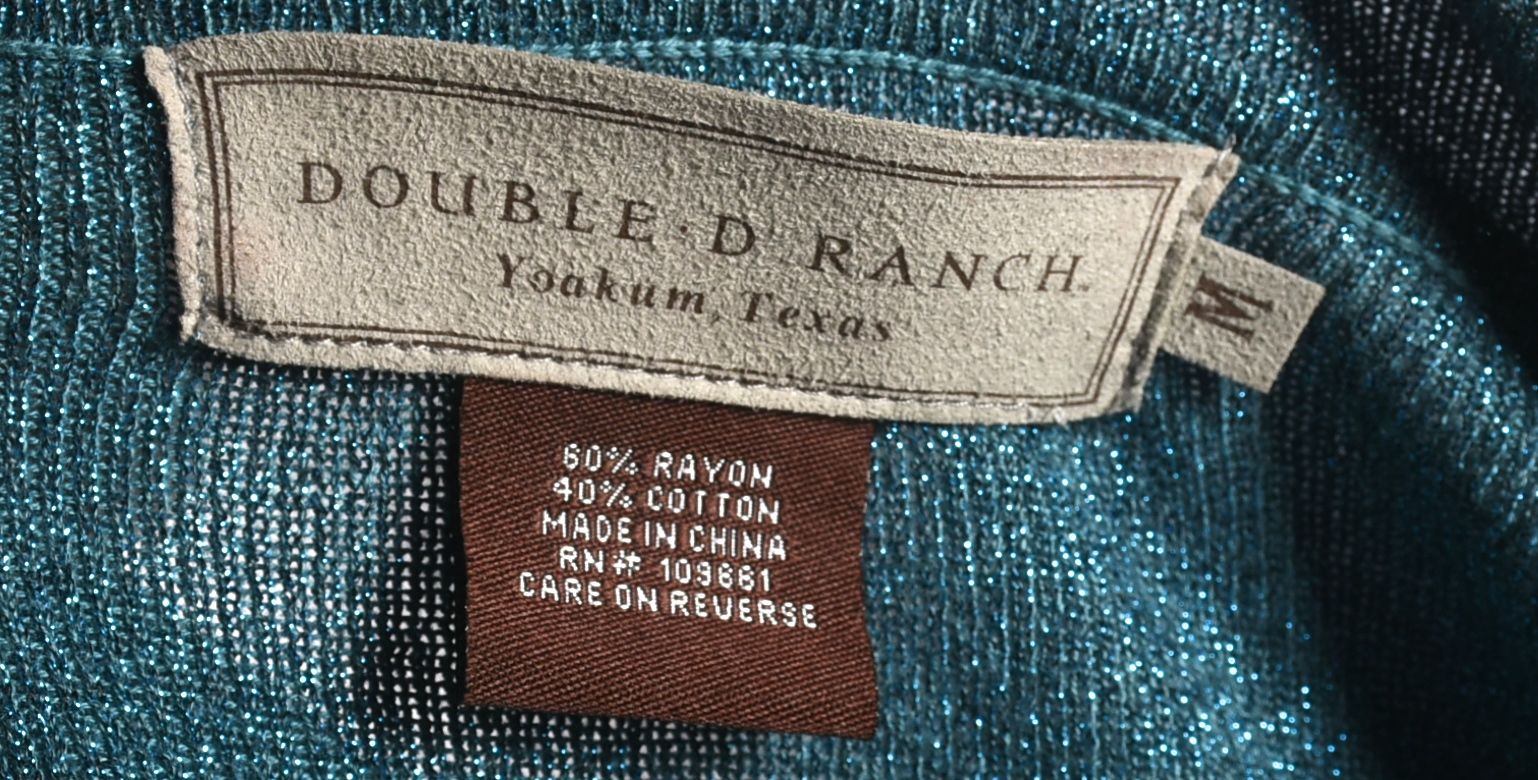 DOUBLE·D RANCH
Yoakum, Texas
M
60% RAYON
40% COTTON
MADE IN CHINA
RN# 109661
CARE ON REVERSE